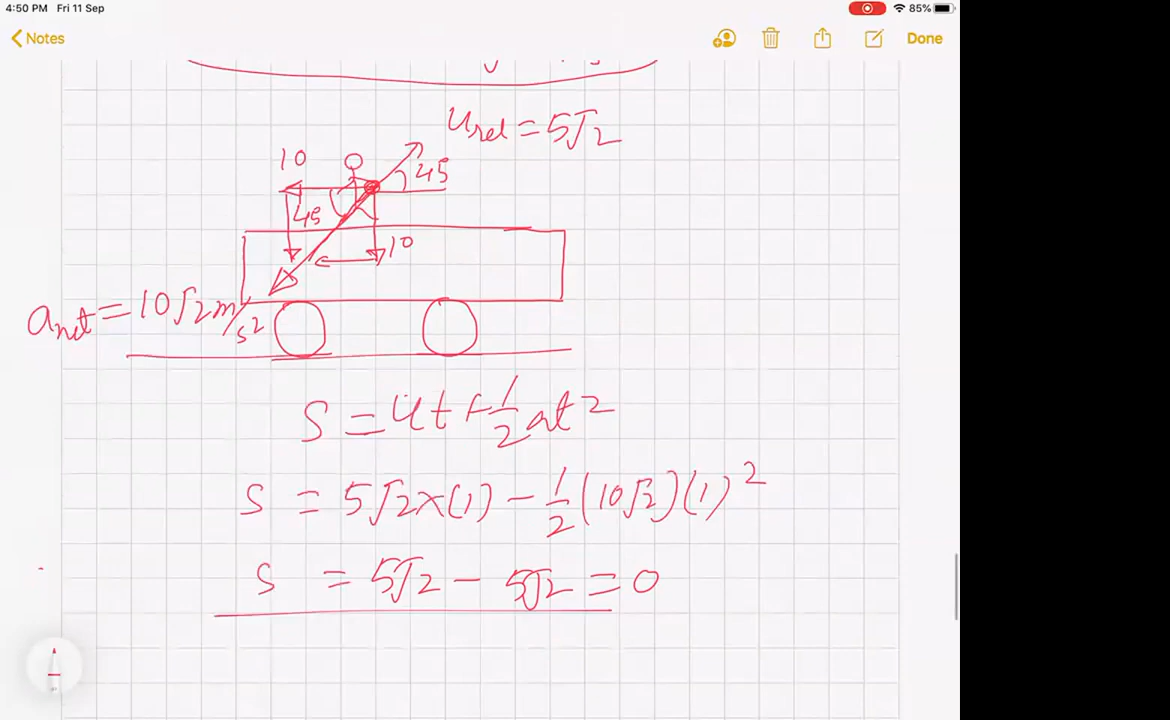 4:50 PM Fri 11 Sep
85%
Notes
Done
u_rel = 5√2
10
45
45
10
a_net = 10√2 m/s²
S = ut + 1/2 at²
S = 5√2×(1) − 1/2 (10√2)(1)²
S = 5√2 − 5√2 = 0